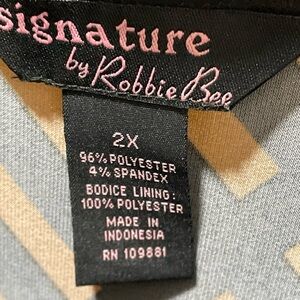 signature
by Robbie Bee
2X
96% POLYESTER
4% SPANDEX
BODICE LINING:
100% POLYESTER
MADE IN
INDONESIA
RN 109881